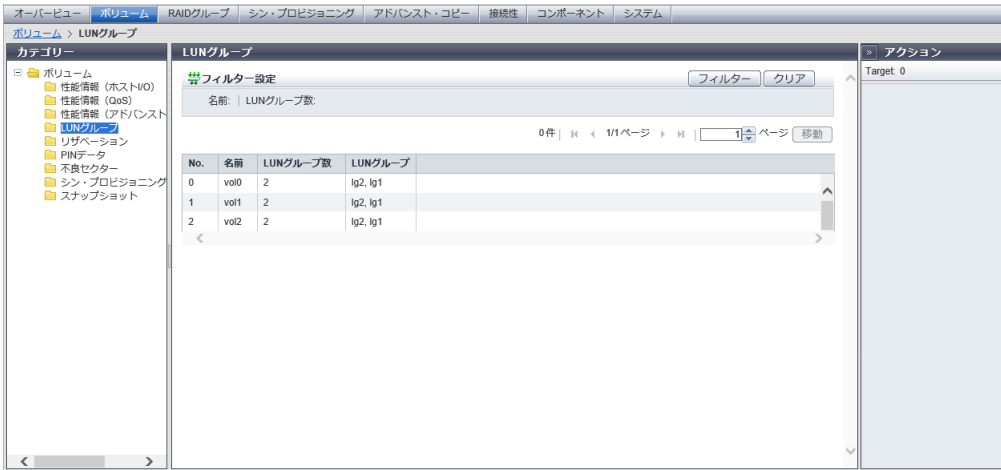 オーバービュー ボリューム RAIDグループ シン・プロビジョニング アドバンスト・コピー 接続性 コンポーネント システム
ボリューム > LUNグループ
カテゴリー
ボリューム
性能情報（ホストI/O）
性能情報（QoS）
性能情報（アドバンスト
LUNグループ
リザベーション
PINデータ
不良セクター
シン・プロビジョニング
スナップショット
LUNグループ
フィルター設定 フィルター クリア
名前: | LUNグループ数:
0件 | 1/1ページ | 1 ページ 移動
No. 名前 LUNグループ数 LUNグループ
0 vol0 2 lg2, lg1
1 vol1 2 lg2, lg1
2 vol2 2 lg2, lg1
» アクション
Target: 0